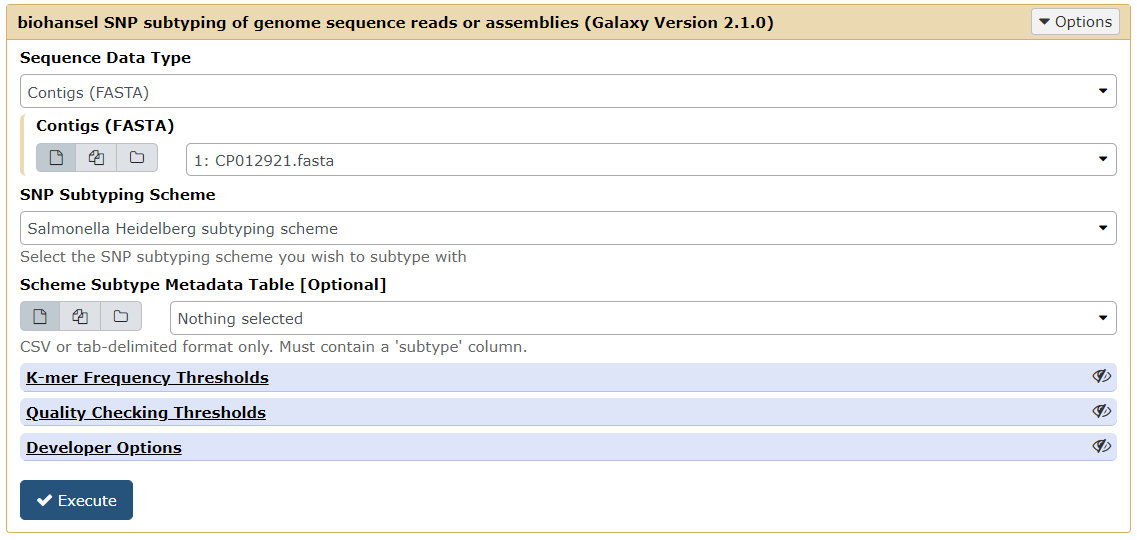 biohansel SNP subtyping of genome sequence reads or assemblies (Galaxy Version 2.1.0)
Options
Sequence Data Type
Contigs (FASTA)
Contigs (FASTA)
1: CP012921.fasta
SNP Subtyping Scheme
Salmonella Heidelberg subtyping scheme
Select the SNP subtyping scheme you wish to subtype with
Scheme Subtype Metadata Table [Optional]
Nothing selected
CSV or tab-delimited format only. Must contain a 'subtype' column.
K-mer Frequency Thresholds
Quality Checking Thresholds
Developer Options
Execute